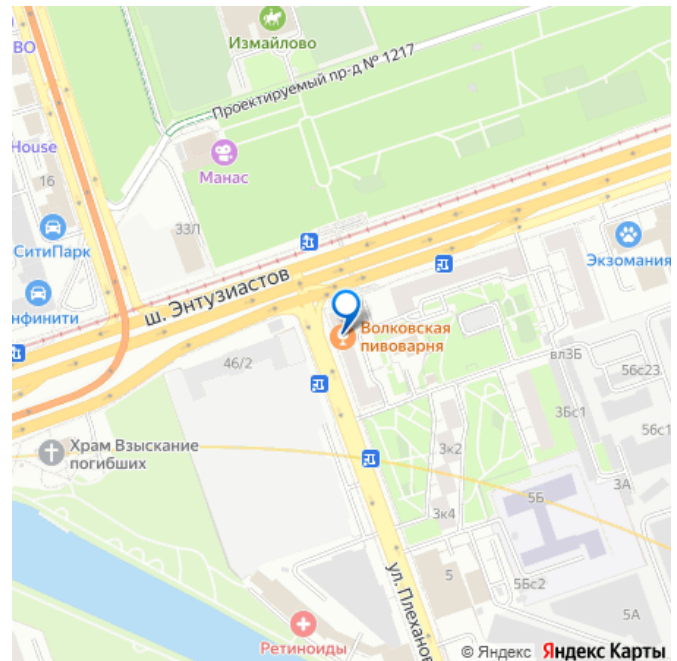 Измайлово
Проектируемый пр-д № 1217
ВО
House
16
Манас
33Л
СитиПарк
Экзомания
нфинити
ш. Энтузиастов
Волковская
пивоварня
46/2
вл3Б
56с23
3Бс1
56с1
Храм Взыскание
погибших
3к2
3А
5Б
3к4
ул. Плеханов
5
5Бс2
5А
Ретиноиды
© Яндекс Яндекс Карты